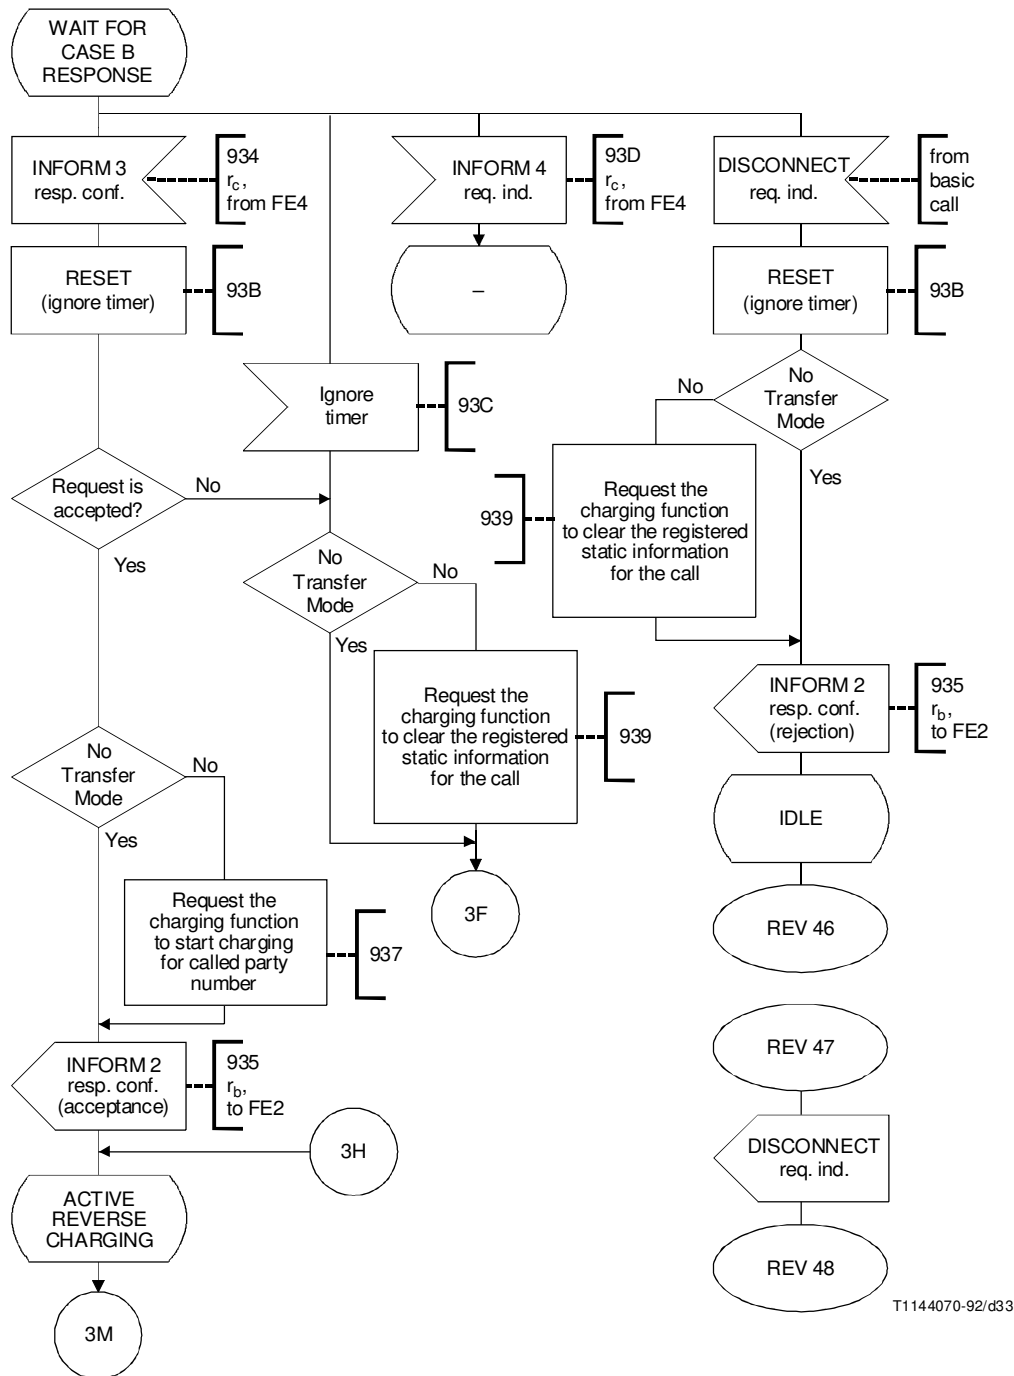 WAIT FOR
CASE B
RESPONSE
INFORM 3
resp. conf.
934
rc,
from FE4
INFORM 4
req. ind.
93D
rc,
from FE4
DISCONNECT
req. ind.
from
basic
call
RESET
(ignore timer)
93B
–
RESET
(ignore timer)
93B
Ignore
timer
93C
No
No
Transfer
Mode
Yes
Request is
accepted?
No
Yes
939
Request the
charging function
to clear the registered
static information
for the call
No
Transfer
Mode
No
Yes
Request the
charging function
to clear the registered
static information
for the call
939
INFORM 2
resp. conf.
(rejection)
935
rb,
to FE2
No
Transfer
Mode
No
Yes
IDLE
Request the
charging function
to start charging
for called party
number
937
3F
REV 46
INFORM 2
resp. conf.
(acceptance)
935
rb,
to FE2
REV 47
3H
DISCONNECT
req. ind.
ACTIVE
REVERSE
CHARGING
REV 48
3M
T1144070-92/d33